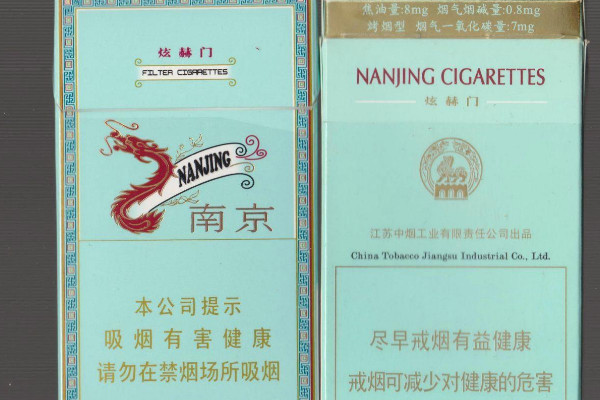 炫赫门
FILTER CIGARETTES
NANJING
南京
本公司提示
吸烟有害健康
请勿在禁烟场所吸烟
焦油量:8mg 烟气烟碱量:0.8mg
烤烟型 烟气一氧化碳量:7mg
NANJING CIGARETTES
炫赫门
江苏中烟工业有限责任公司出品
China Tobacco Jiangsu Industrial Co., Ltd.
尽早戒烟有益健康
戒烟可减少对健康的危害